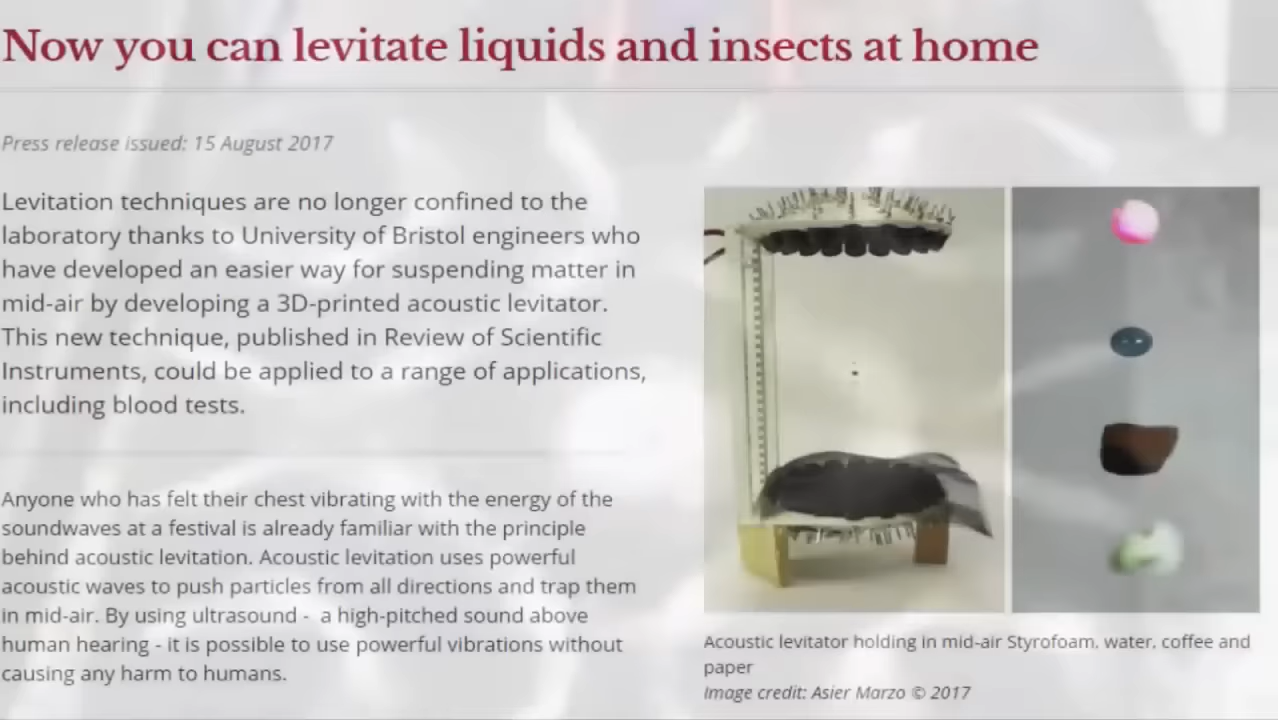 Now you can levitate liquids and insects at home
Press release issued: 15 August 2017
Levitation techniques are no longer confined to the
laboratory thanks to University of Bristol engineers who
have developed an easier way for suspending matter in
mid-air by developing a 3D-printed acoustic levitator.
This new technique, published in Review of Scientific
Instruments, could be applied to a range of applications,
including blood tests.
Anyone who has felt their chest vibrating with the energy of the
soundwaves at a festival is already familiar with the principle
behind acoustic levitation. Acoustic levitation uses powerful
acoustic waves to push particles from all directions and trap them
in mid-air. By using ultrasound - a high-pitched sound above
human hearing - it is possible to use powerful vibrations without
causing any harm to humans.
Acoustic levitator holding in mid-air Styrofoam, water, coffee and
paper
Image credit: Asier Marzo © 2017